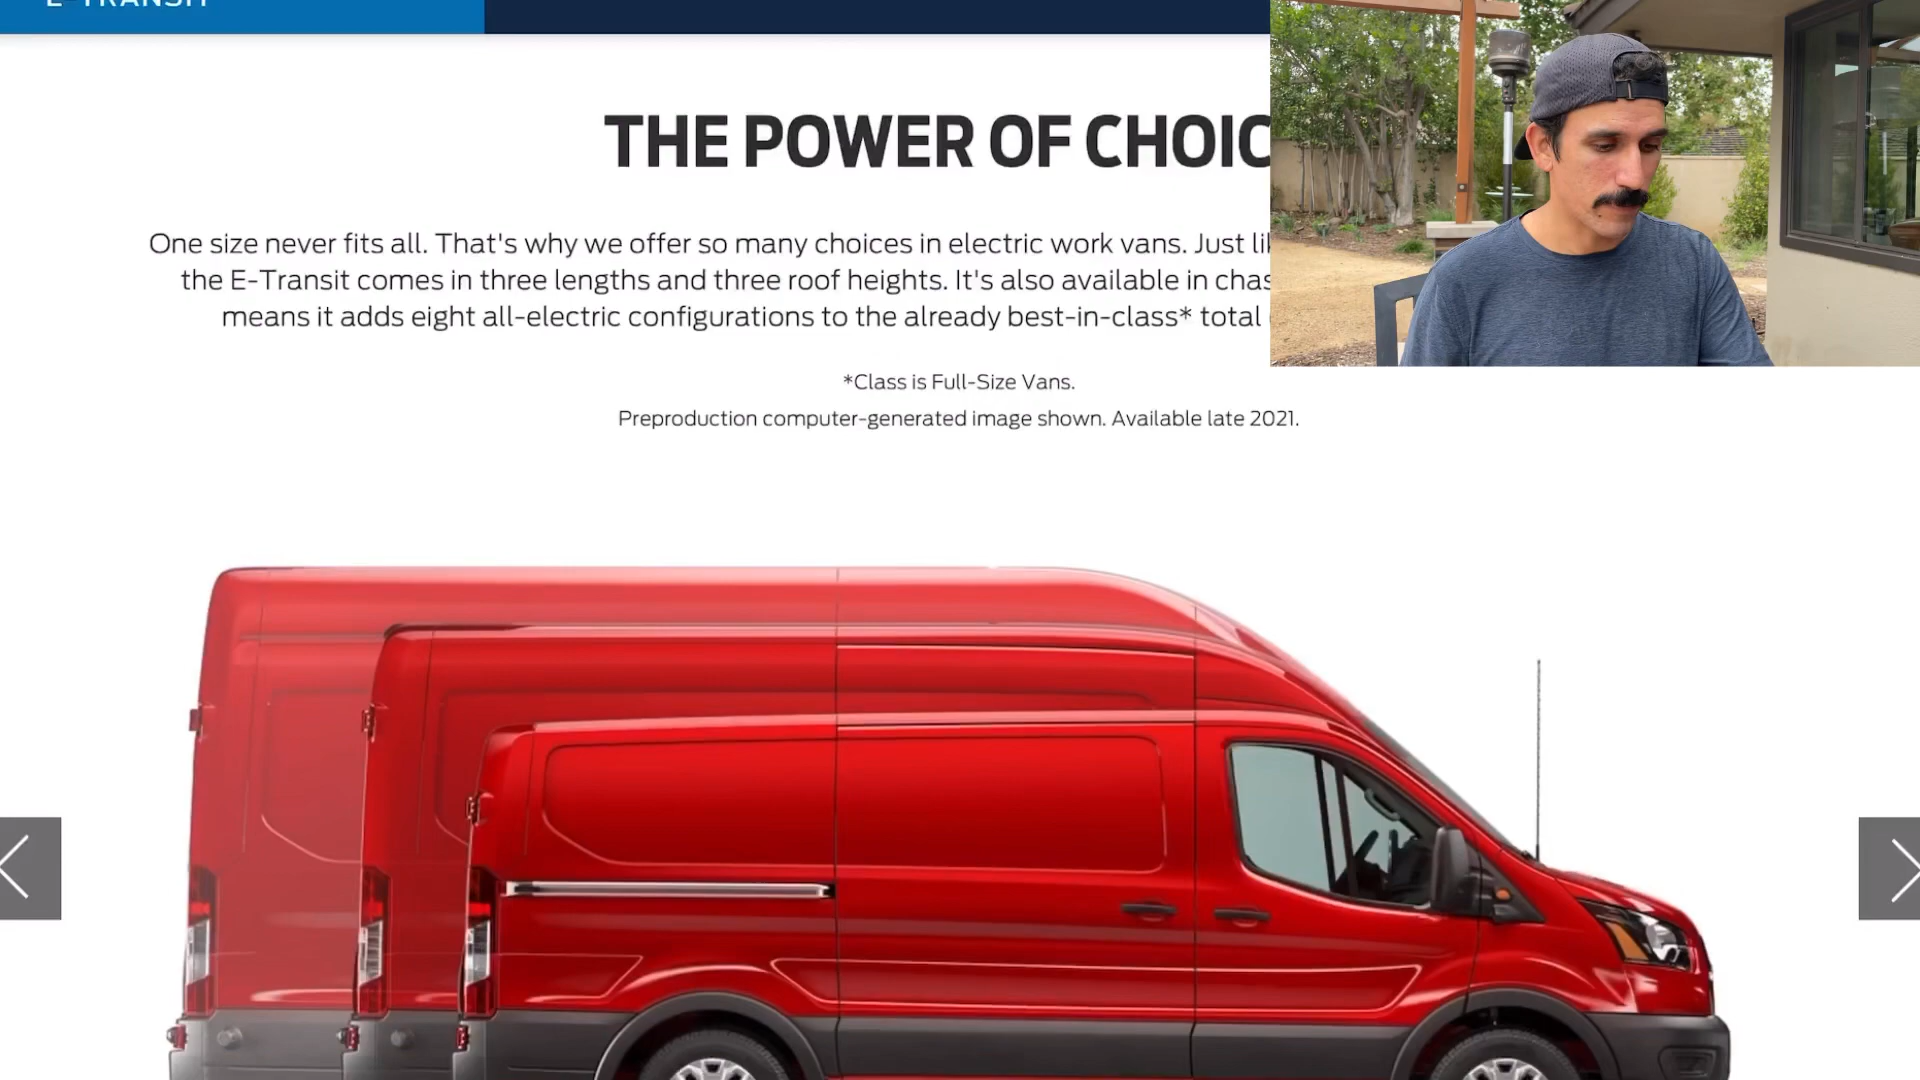 E-TRANSIT
THE POWER OF CHOIC
One size never fits all. That's why we offer so many choices in electric work vans. Just
the E-Transit comes in three lengths and three roof heights. It's also available in
means it adds eight all-electric configurations to the already best-in-class* total
*Class is Full-Size Vans.
Preproduction computer-generated image shown. Available late 2021.